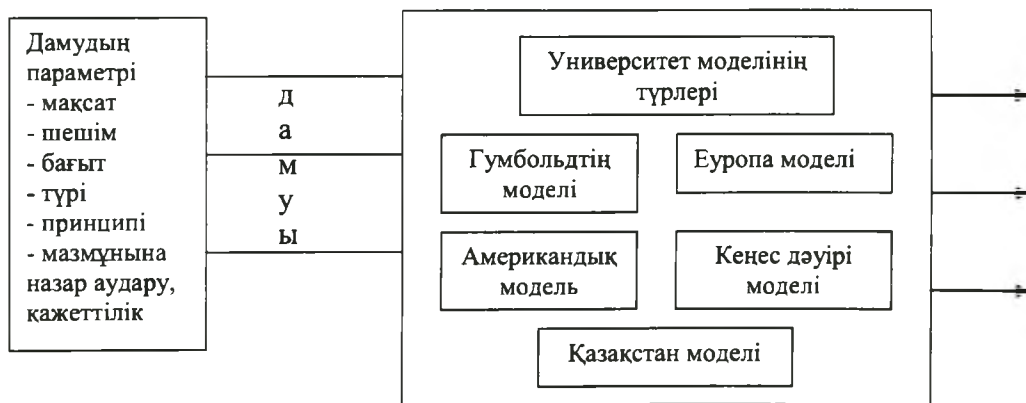 Дамудың
параметрі
- мақсат
- шешім
- бағыт
- түрі
- принципі
- мазмұнына
назар аудару,
қажеттілік
д
а
м
у
ы
Университет моделінің
түрлері
Гумбольдтің
моделі
Еуропа моделі
Американдық
модель
Кеңес дәуірі
моделі
Қазақстан моделі